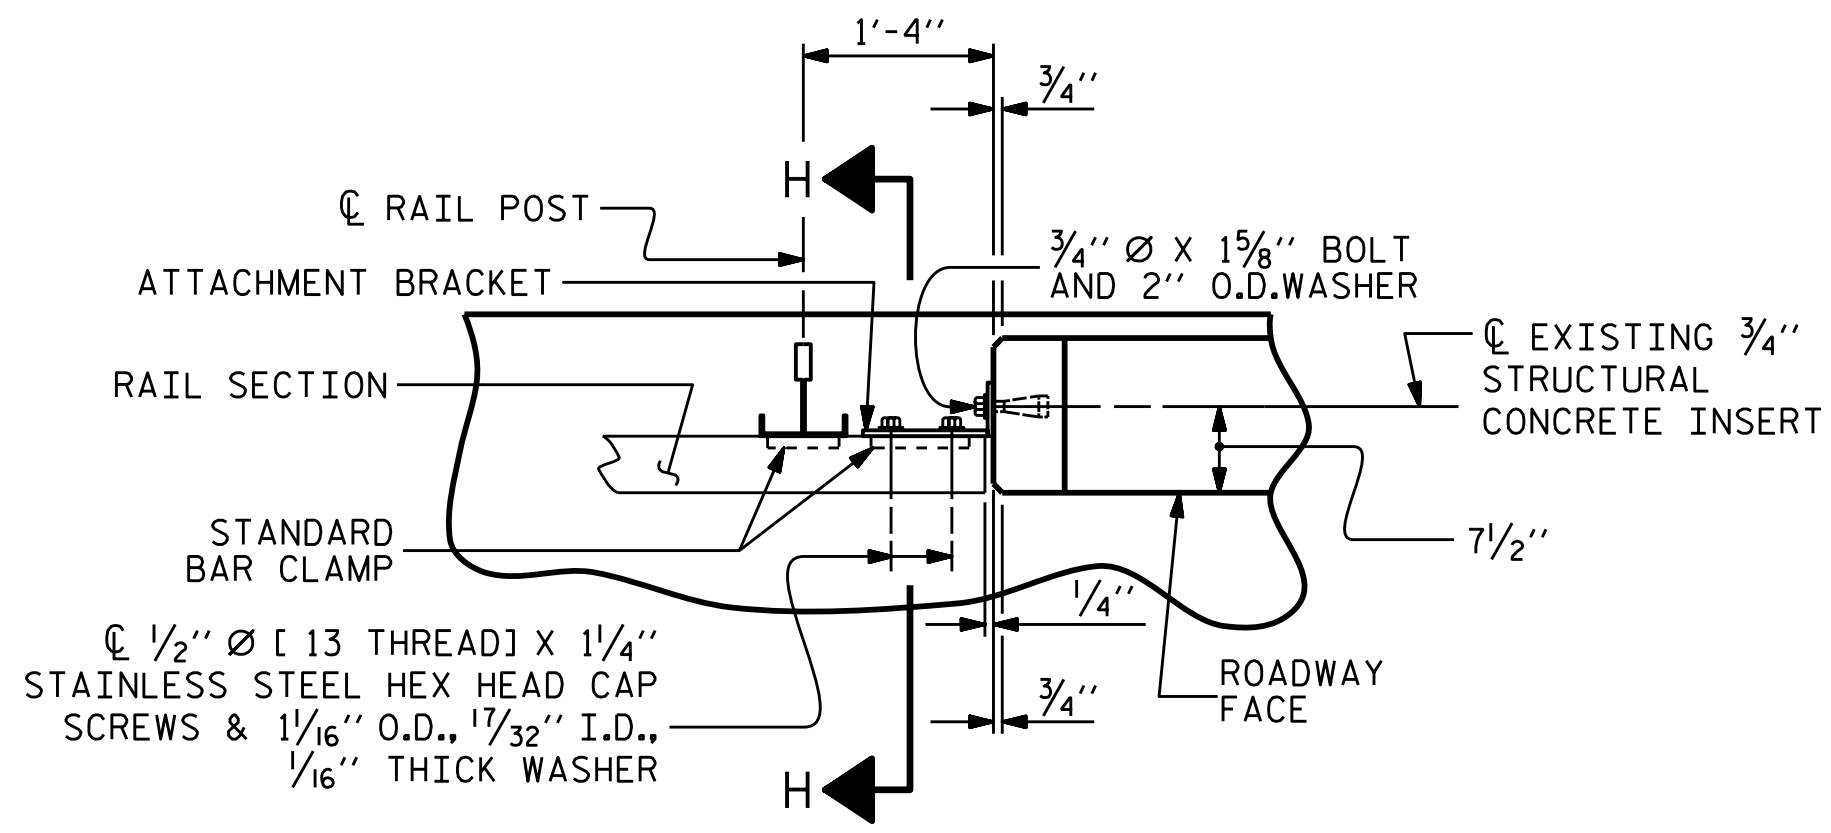 1'-4"
3/4"
H
℄ RAIL POST
3/4" Ø X 1 5/8" BOLT
AND 2" O.D.WASHER
ATTACHMENT BRACKET
℄ EXISTING 3/4"
STRUCTURAL
CONCRETE INSERT
RAIL SECTION
STANDARD
BAR CLAMP
7 1/2"
1/4"
℄ 1/2" Ø [ 13 THREAD] X 1 1/4"
STAINLESS STEEL HEX HEAD CAP
SCREWS & 1 1/16" O.D., 17/32" I.D.,
1/16" THICK WASHER
ROADWAY
FACE
3/4"
H